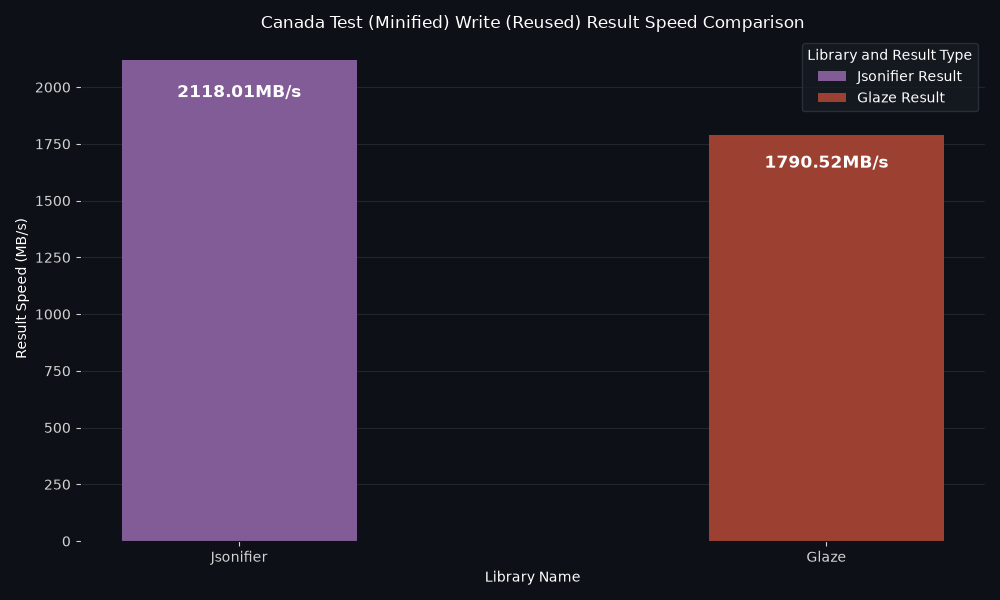 Canada Test (Minified) Write (Reused) Result Speed Comparison
Library and Result Type
Jsonifier Result
Glaze Result
2118.01MB/s
1790.52MB/s
Result Speed (MB/s)
2000
1750
1500
1250
1000
750
500
250
0
Jsonifier
Glaze
Library Name